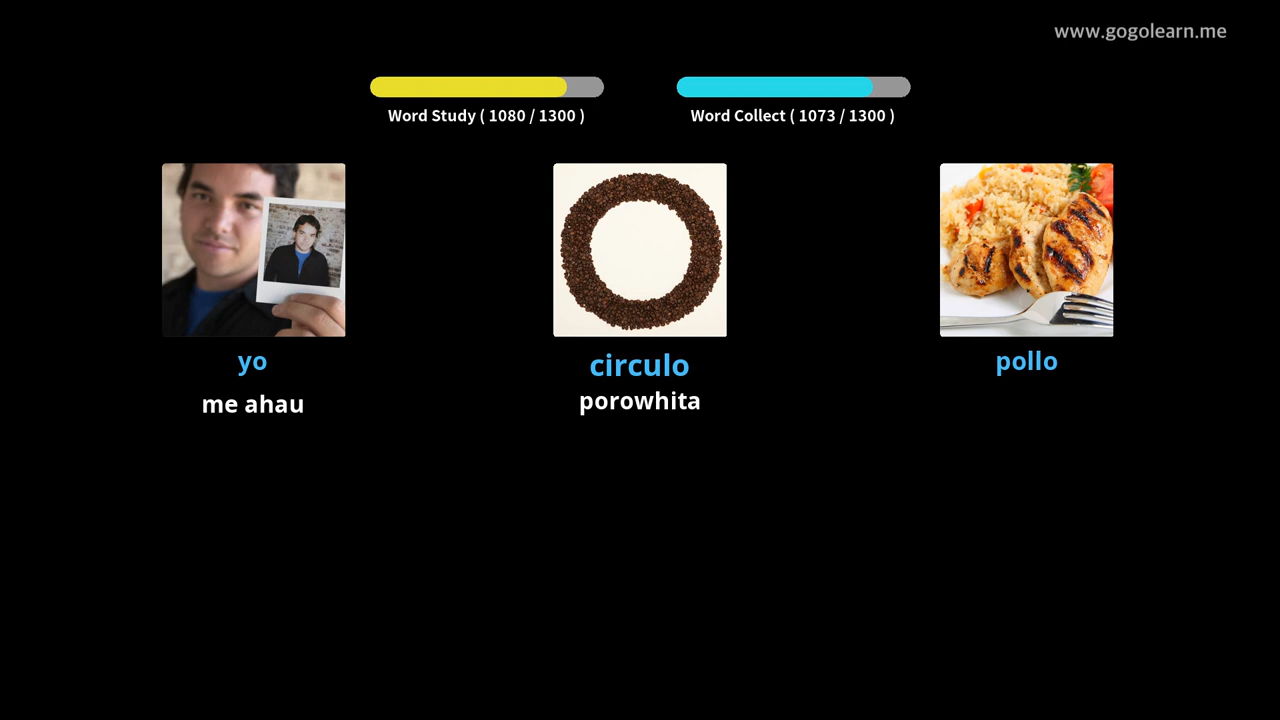 www.gogolearn.me
Word Study ( 1080 / 1300 )
Word Collect ( 1073 / 1300 )
yo
circulo
pollo
me ahau
porowhita